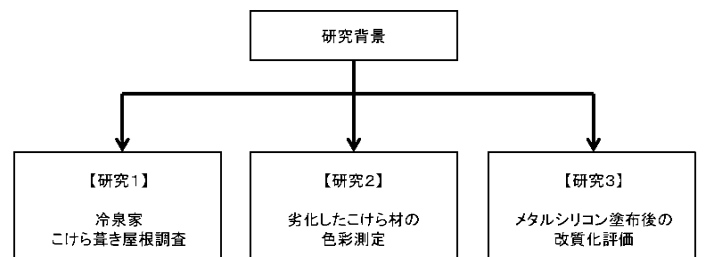 研究背景
【研究1】
冷泉家
こけら葺き屋根調査
【研究2】
劣化したこけら材の
色彩測定
【研究3】
メタルシリコン塗布後の
改質化評価